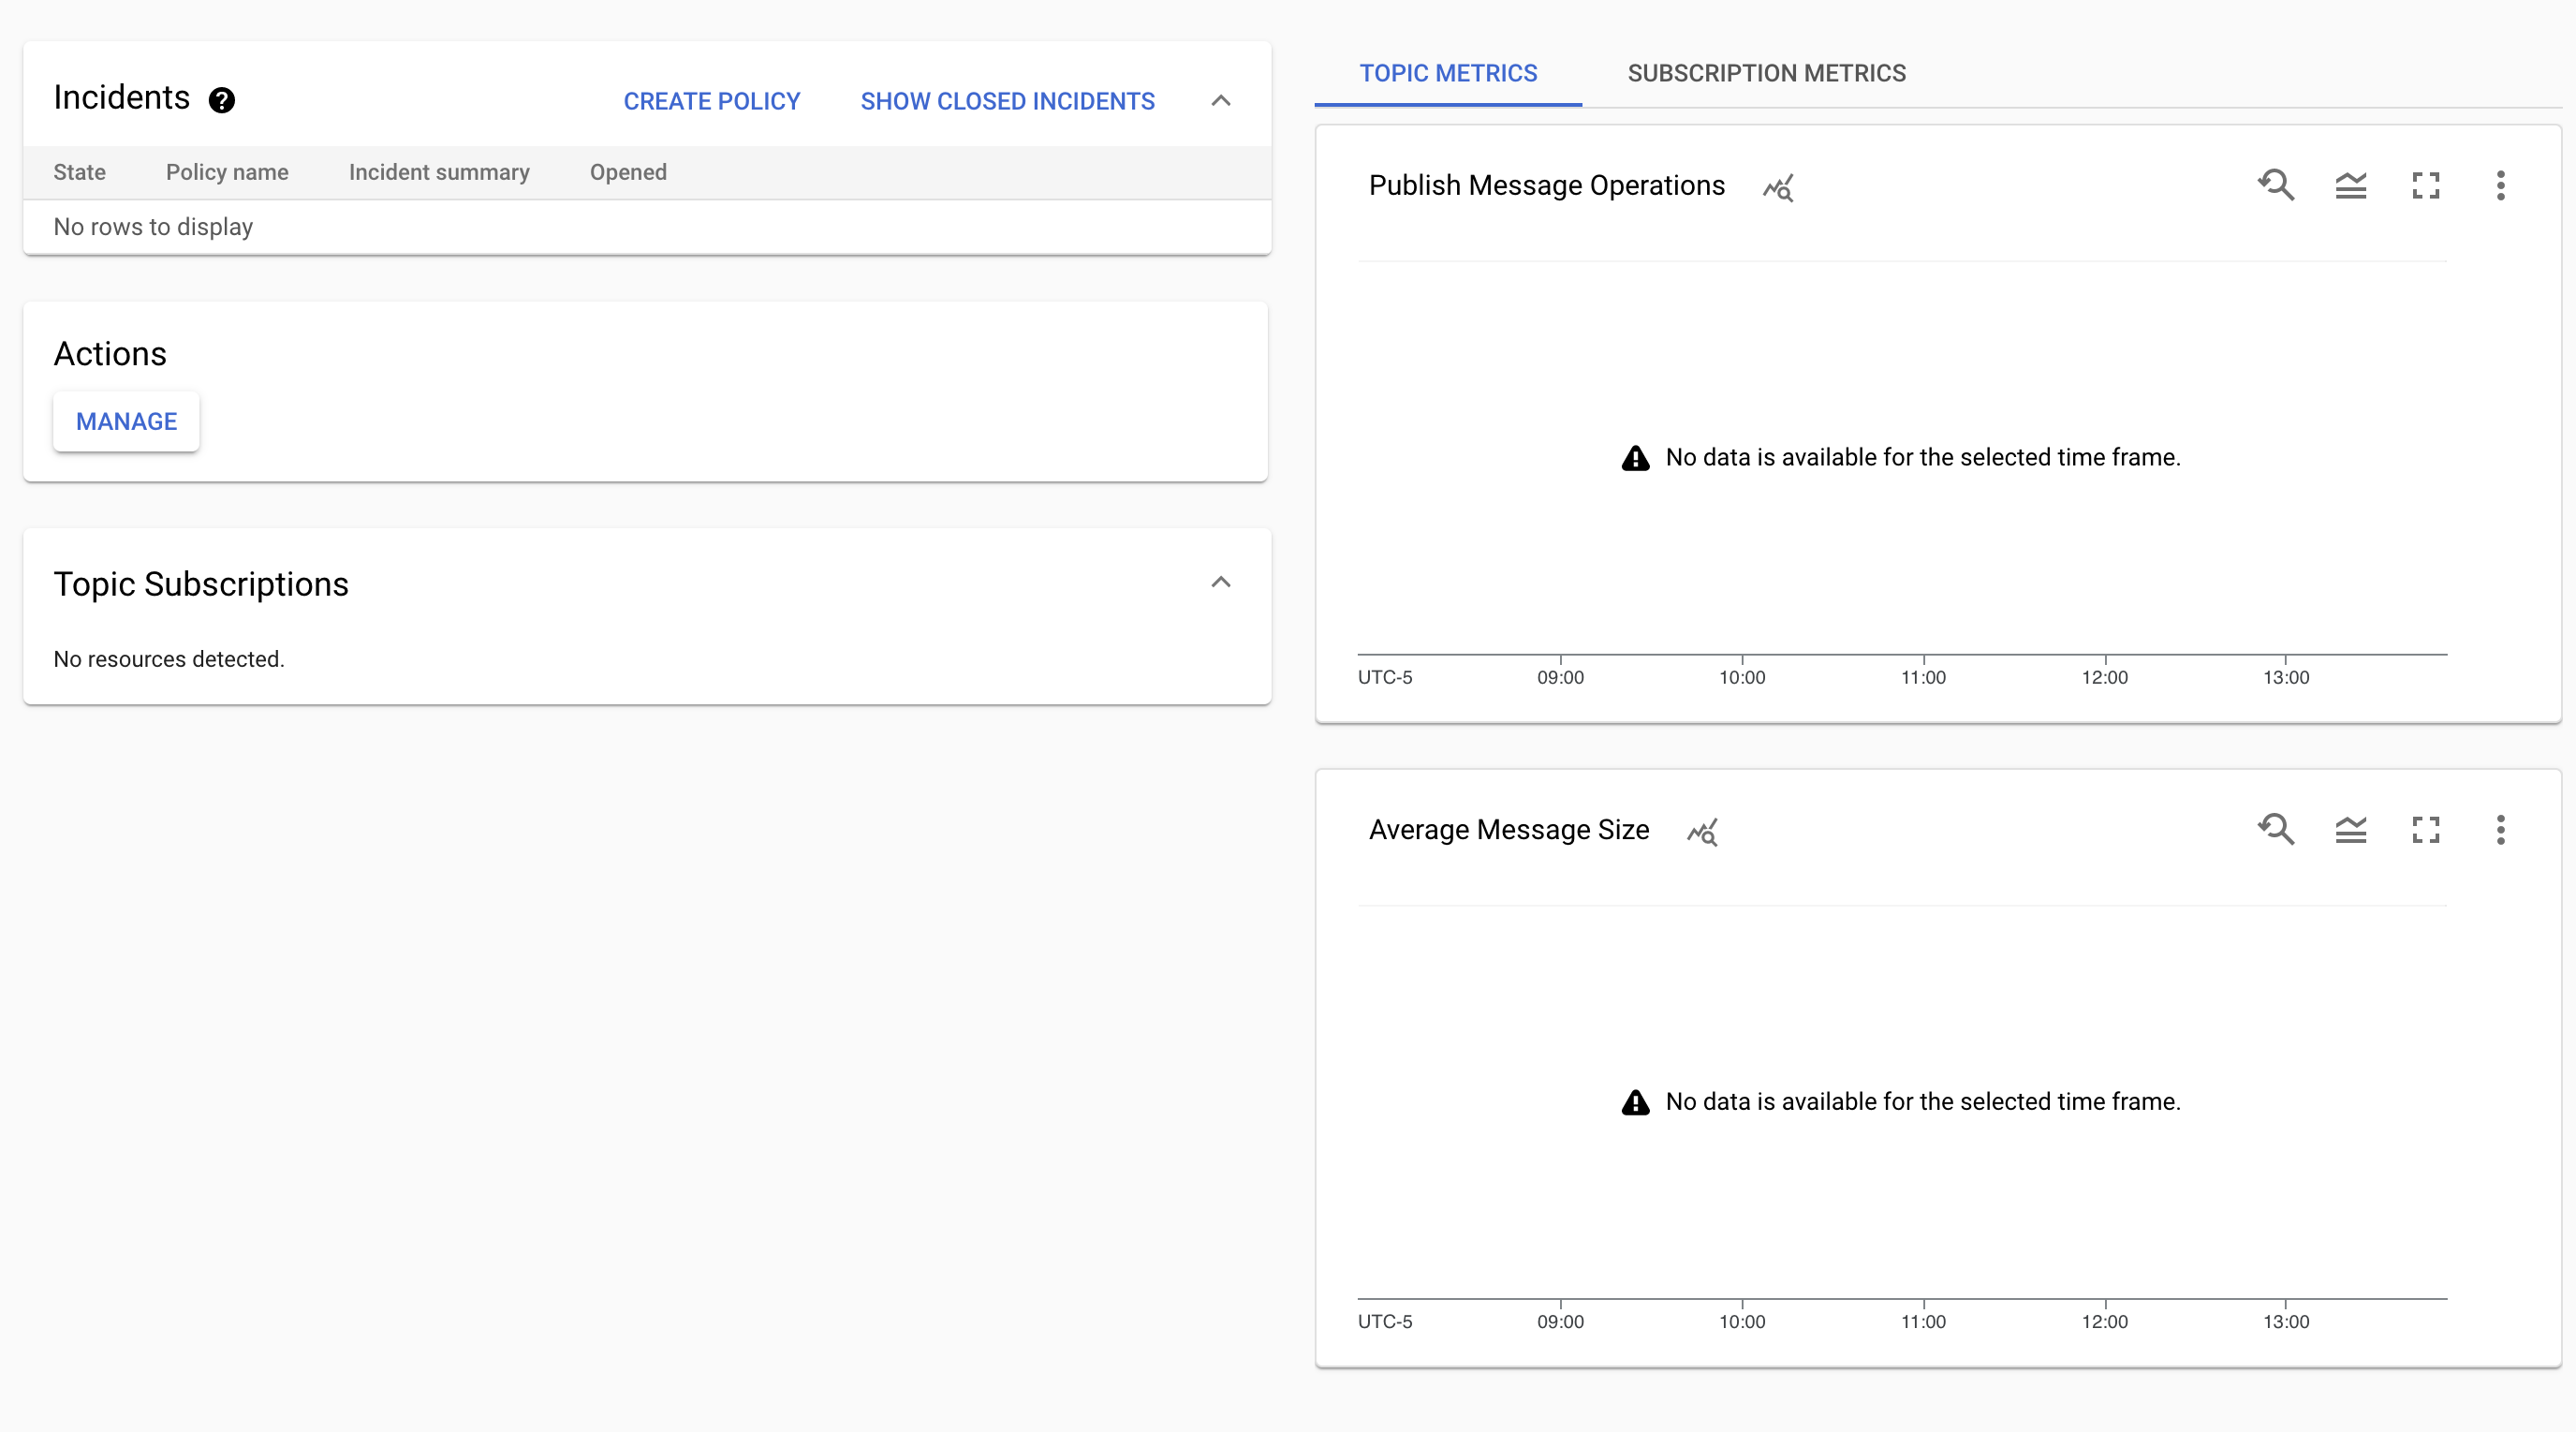 Incidents
CREATE POLICY
SHOW CLOSED INCIDENTS
State Policy name Incident summary Opened
No rows to display
Actions
MANAGE
Topic Subscriptions
No resources detected.
TOPIC METRICS
SUBSCRIPTION METRICS
Publish Message Operations
No data is available for the selected time frame.
UTC-5 09:00 10:00 11:00 12:00 13:00
Average Message Size
No data is available for the selected time frame.
UTC-5 09:00 10:00 11:00 12:00 13:00